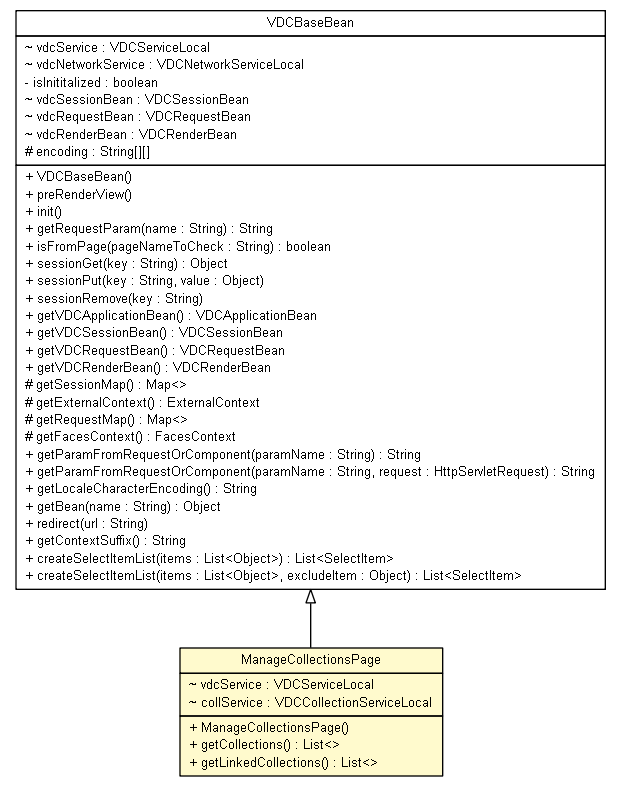 VDCBaseBean
~ vdcService : VDCServiceLocal
~ vdcNetworkService : VDCNetworkServiceLocal
- isInititalized : boolean
~ vdcSessionBean : VDCSessionBean
~ vdcRequestBean : VDCRequestBean
~ vdcRenderBean : VDCRenderBean
# encoding : String[][]
+ VDCBaseBean()
+ preRenderView()
+ init()
+ getRequestParam(name : String) : String
+ isFromPage(pageNameToCheck : String) : boolean
+ sessionGet(key : String) : Object
+ sessionPut(key : String, value : Object)
+ sessionRemove(key : String)
+ getVDCApplicationBean() : VDCApplicationBean
+ getVDCSessionBean() : VDCSessionBean
+ getVDCRequestBean() : VDCRequestBean
+ getVDCRenderBean() : VDCRenderBean
# getSessionMap() : Map<>
# getExternalContext() : ExternalContext
# getRequestMap() : Map<>
# getFacesContext() : FacesContext
+ getParamFromRequestOrComponent(paramName : String) : String
+ getParamFromRequestOrComponent(paramName : String, request : HttpServletRequest) : String
+ getLocaleCharacterEncoding() : String
+ getBean(name : String) : Object
+ redirect(url : String)
+ getContextSuffix() : String
+ createSelectItemList(items : List<Object>) : List<SelectItem>
+ createSelectItemList(items : List<Object>, excludeItem : Object) : List<SelectItem>
ManageCollectionsPage
~ vdcService : VDCServiceLocal
~ collService : VDCCollectionServiceLocal
+ ManageCollectionsPage()
+ getCollections() : List<>
+ getLinkedCollections() : List<>